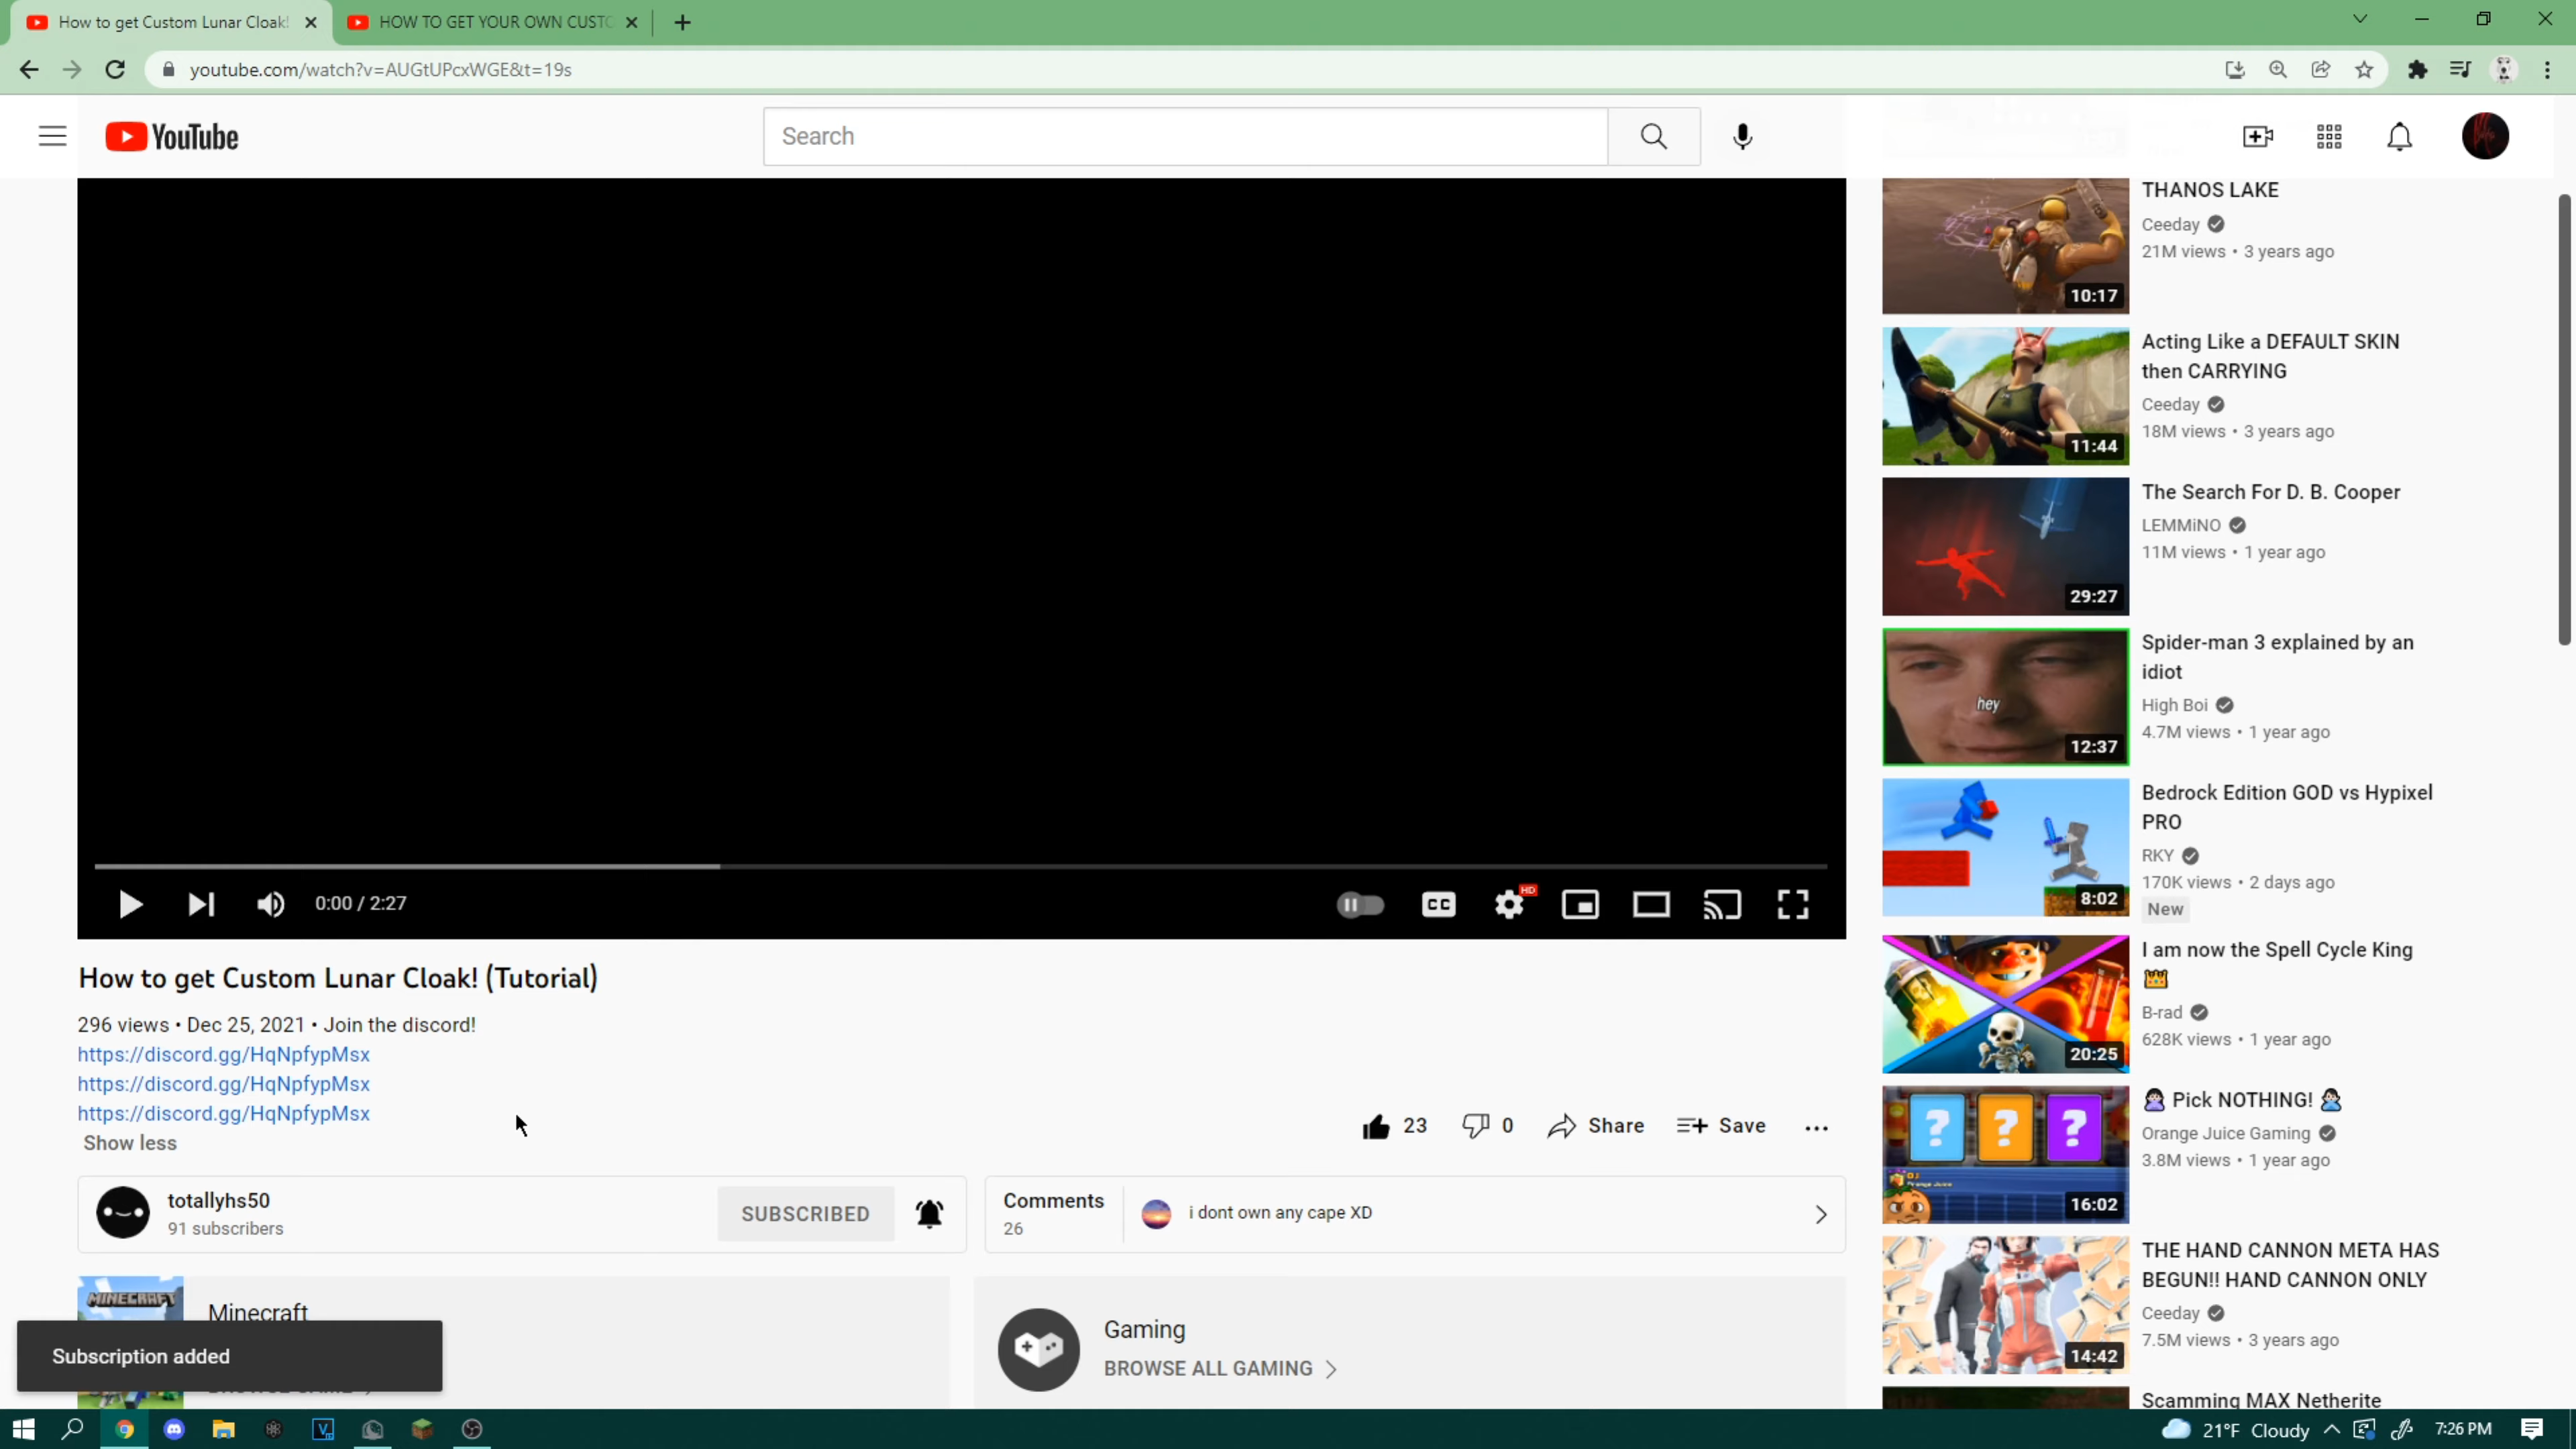 How to get Custom Lunar Cloak!
HOW TO GET YOUR OWN CUSTO
youtube.com/watch?v=AUGtUPcxWGE&t=19s
YouTube
Search
THANOS LAKE
Ceeday
21M views • 3 years ago
10:17
Acting Like a DEFAULT SKIN
then CARRYING
Ceeday
18M views • 3 years ago
11:44
The Search For D. B. Cooper
LEMMiNO
11M views • 1 year ago
29:27
Spider-man 3 explained by an
idiot
High Boi
4.7M views • 1 year ago
hey
12:37
Bedrock Edition GOD vs Hypixel
PRO
RKY
170K views • 2 days ago
New
8:02
I am now the Spell Cycle King
👑
B-rad
628K views • 1 year ago
20:25
🙅 Pick NOTHING! 🙅‍♂️
Orange Juice Gaming
3.8M views • 1 year ago
16:02
THE HAND CANNON META HAS
BEGUN!! HAND CANNON ONLY
Ceeday
7.5M views • 3 years ago
14:42
Scamming MAX Netherite
0:00 / 2:27
CC
HD
How to get Custom Lunar Cloak! (Tutorial)
296 views • Dec 25, 2021 • Join the discord!
https://discord.gg/HqNpfypMsx
https://discord.gg/HqNpfypMsx
https://discord.gg/HqNpfypMsx
Show less
23
0
Share
Save
totallyhs50
91 subscribers
SUBSCRIBED
Comments
26
i dont own any cape XD
MINECRAFT
Minecraft
Gaming
BROWSE ALL GAMING
Subscription added
21°F Cloudy
7:26 PM